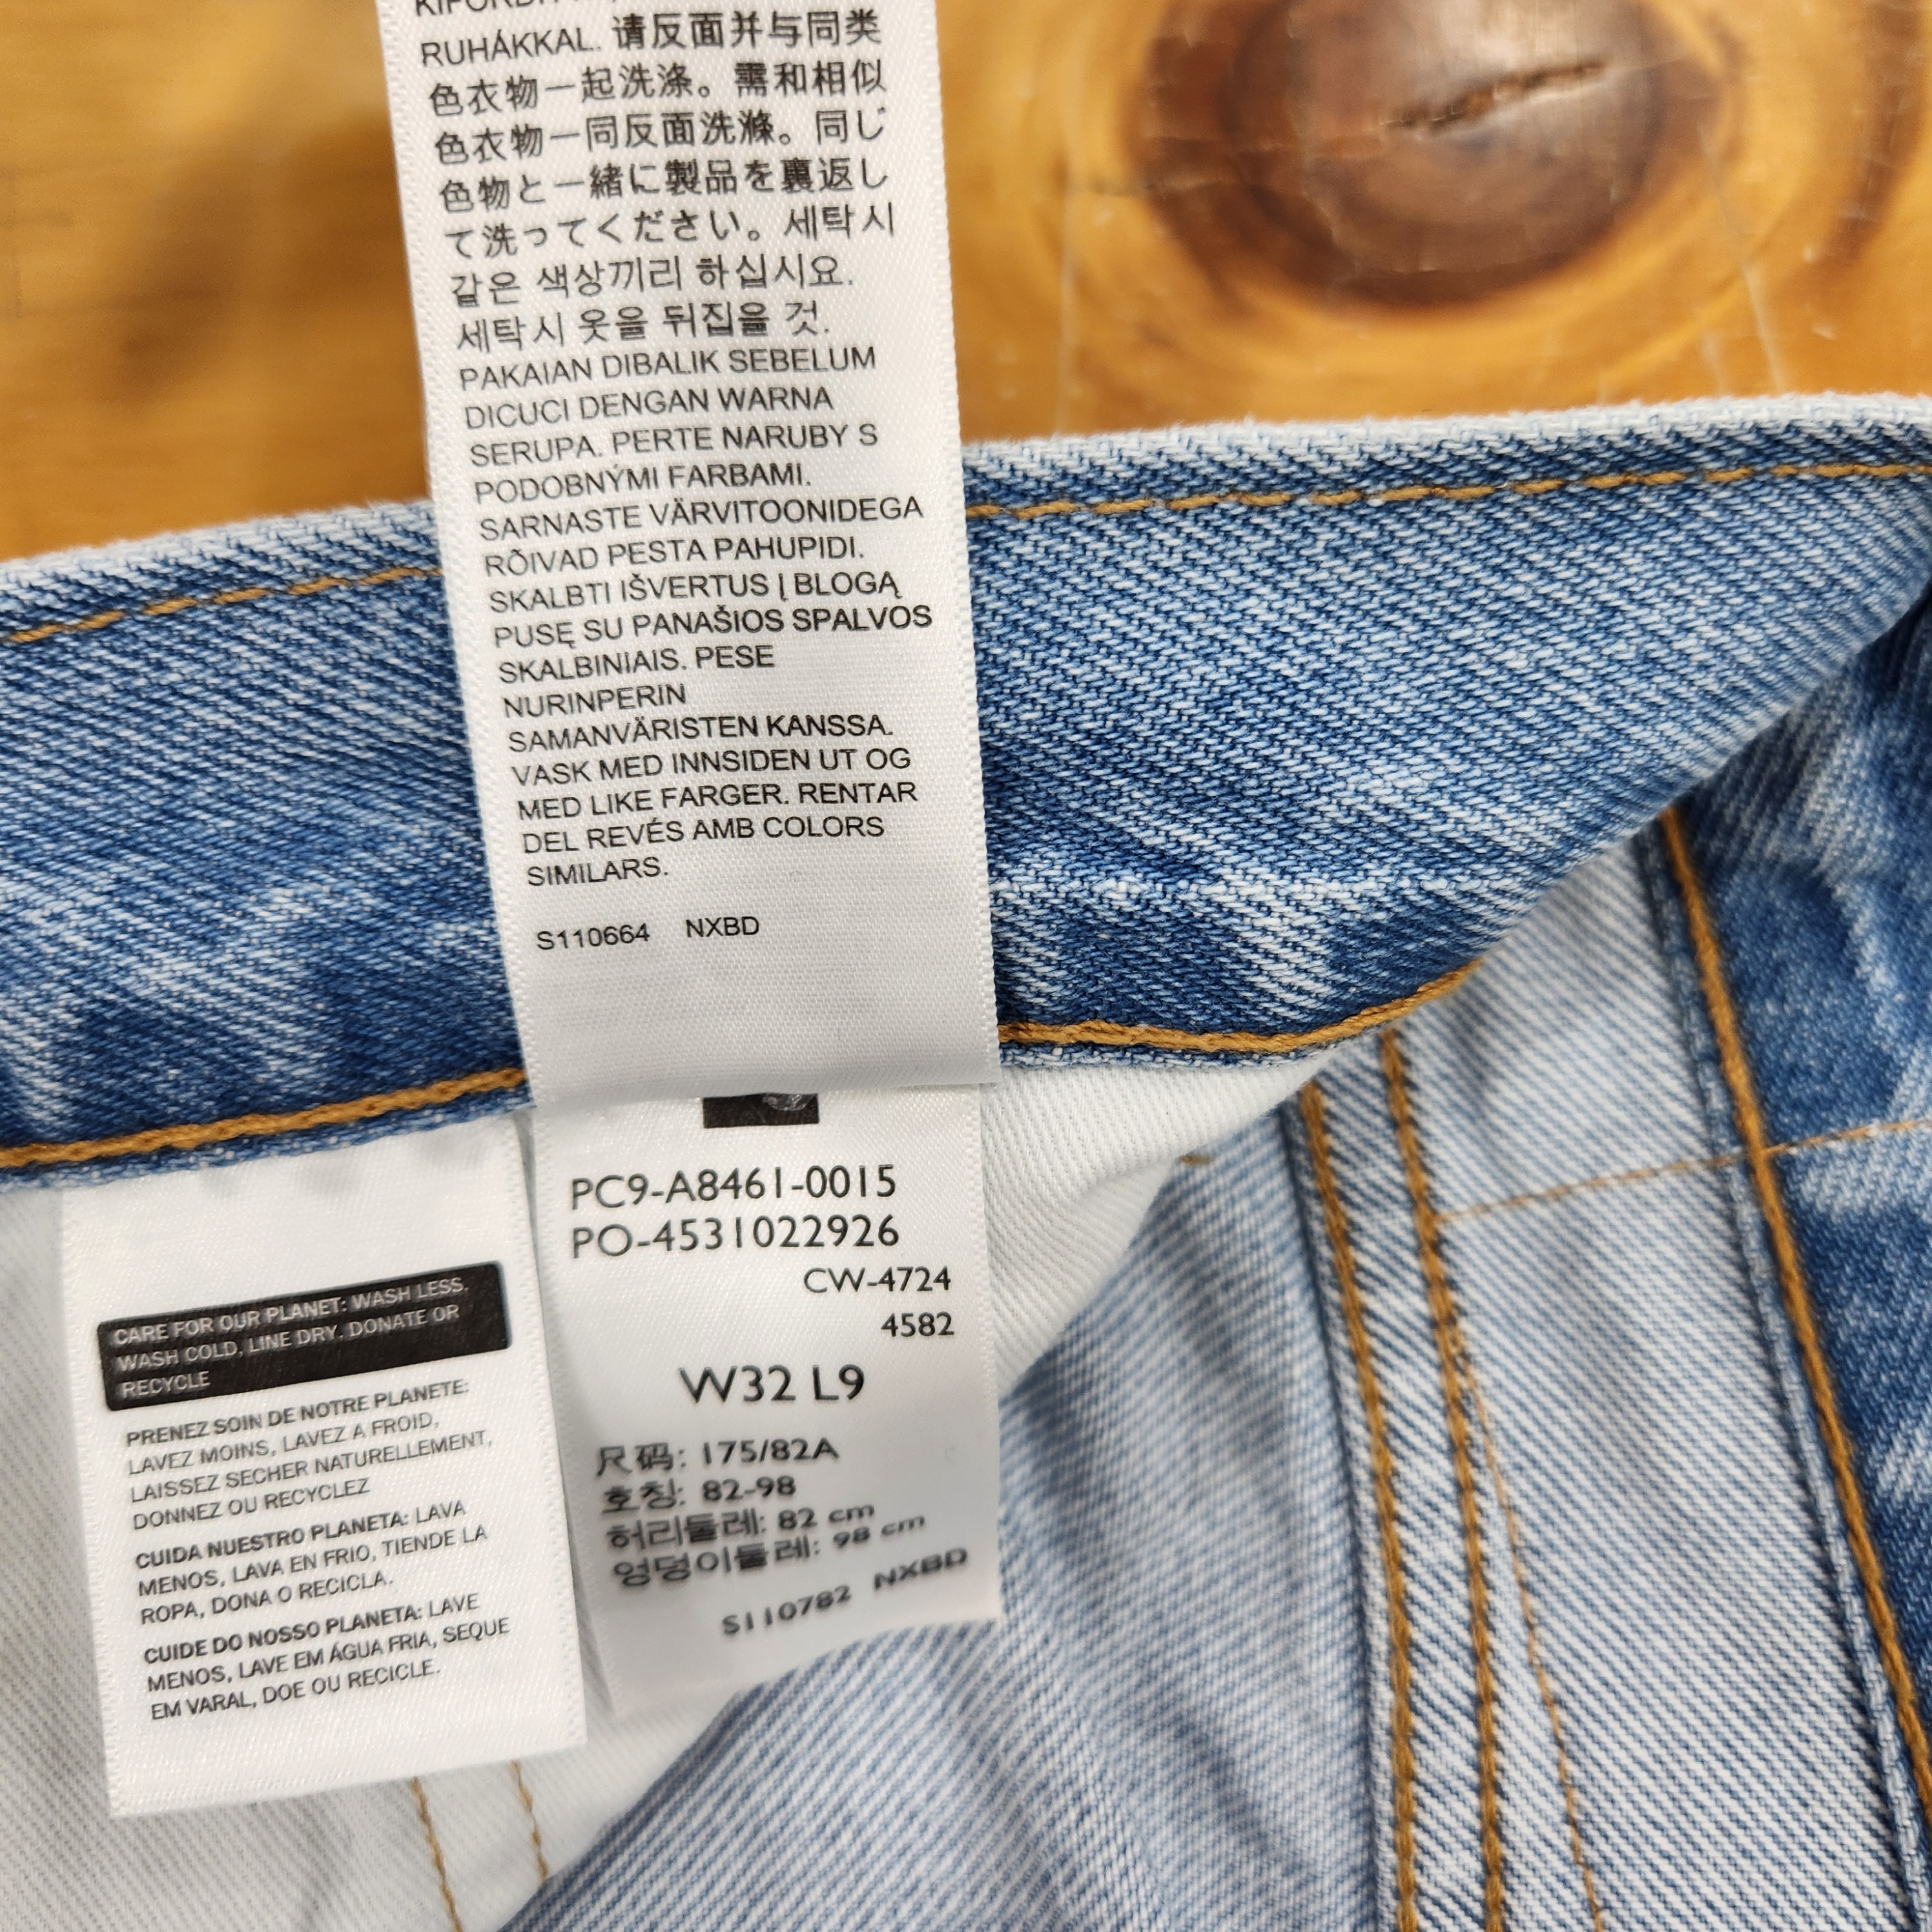 RUHÁKKAL. 请反面并与同类
色衣物一起洗涤。需和相似
色衣物一同反面洗滌。同じ
色物と一緒に製品を裏返し
て洗ってください。세탁시
같은 색상끼리 하십시요.
세탁시 옷을 뒤집을 것.
PAKAIAN DIBALIK SEBELUM
DICUCI DENGAN WARNA
SERUPA. PERTE NARUBY S
PODOBNÝMI FARBAMI.
SARNASTE VÄRVITOONIDEGA
RÕIVAD PESTA PAHUPIDI.
SKALBTI IŠVERTUS Į BLOGĄ
PUSĘ SU PANAŠIOS SPALVOS
SKALBINIAIS. PESE
NURINPERIN
SAMANVÄRISTEN KANSSA.
VASK MED INNSIDEN UT OG
MED LIKE FARGER. RENTAR
DEL REVÉS AMB COLORS
SIMILARS.
S110664 NXBD
PC9-A8461-0015
PO-4531022926
CW-4724
4582
W32 L9
尺码: 175/82A
호칭: 82-98
허리둘레: 82 cm
엉덩이둘레: 98 cm
S110782 NXBD
CARE FOR OUR PLANET: WASH LESS,
WASH COLD, LINE DRY, DONATE OR
RECYCLE
PRENEZ SOIN DE NOTRE PLANETE:
LAVEZ MOINS, LAVEZ A FROID,
LAISSEZ SECHER NATURELLEMENT,
DONNEZ OU RECYCLEZ
CUIDA NUESTRO PLANETA: LAVA
MENOS, LAVA EN FRIO, TIENDE LA
ROPA, DONA O RECICLA.
CUIDE DO NOSSO PLANETA: LAVE
MENOS, LAVE EM ÁGUA FRIA, SEQUE
EM VARAL, DOE OU RECICLE.